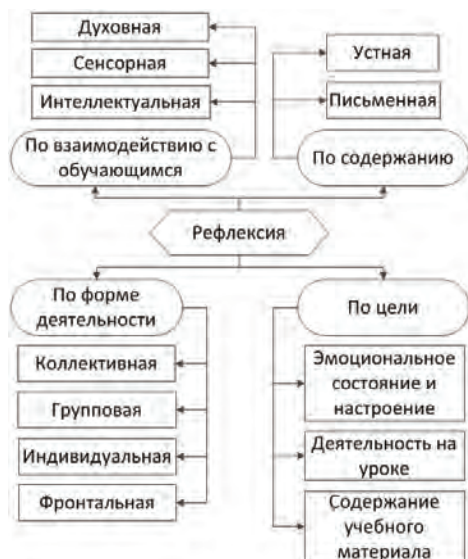 Духовная
Сенсорная
Интеллектуальная
По взаимодействию с
обучающимся
Устная
Письменная
По содержанию
Рефлексия
По форме
деятельности
Коллективная
Групповая
Индивидуальная
Фронтальная
По цели
Эмоциональное
состояние и
настроение
Деятельность на
уроке
Содержание
учебного
материала